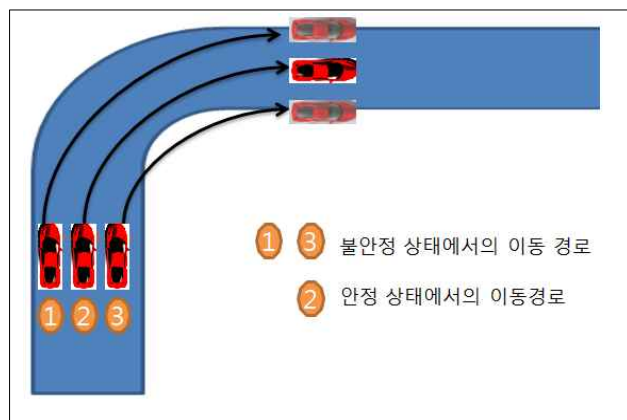 ① ③ 불안정 상태에서의 이동 경로
② 안정 상태에서의 이동경로
① ② ③